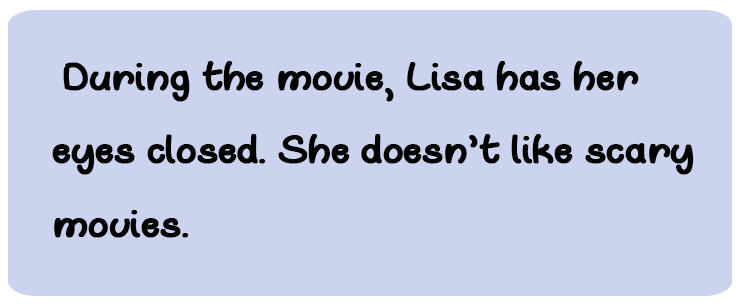 During the movie, Lisa has her
eyes closed. She doesn't like scary
movies.